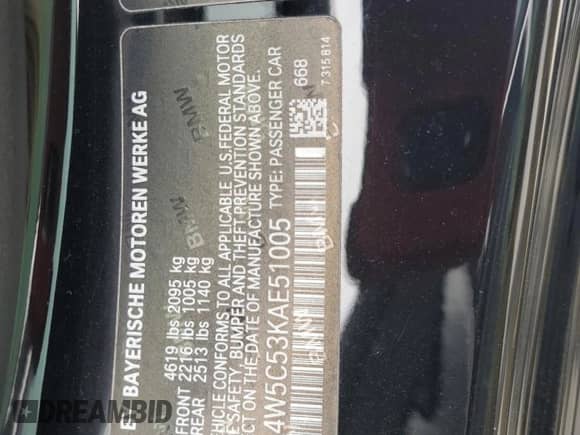 BAYERISCHE MOTOREN WERKE AG
4619 lbs 2095 kg
FRONT 2216 lbs 1005 kg
REAR 2513 lbs 1140 kg
VEHICLE CONFORMS TO ALL APPLICABLE U.S.FEDERAL MOTOR
SAFETY, BUMPER AND THEFT PREVENTION STANDARDS
ECT ON THE DATE OF MANUFACTURE SHOWN ABOVE.
4W5C53KAE51005 TYPE: PASSENGER CAR
668
7 315 814
BMW
BMW
BMW
DREAMBID